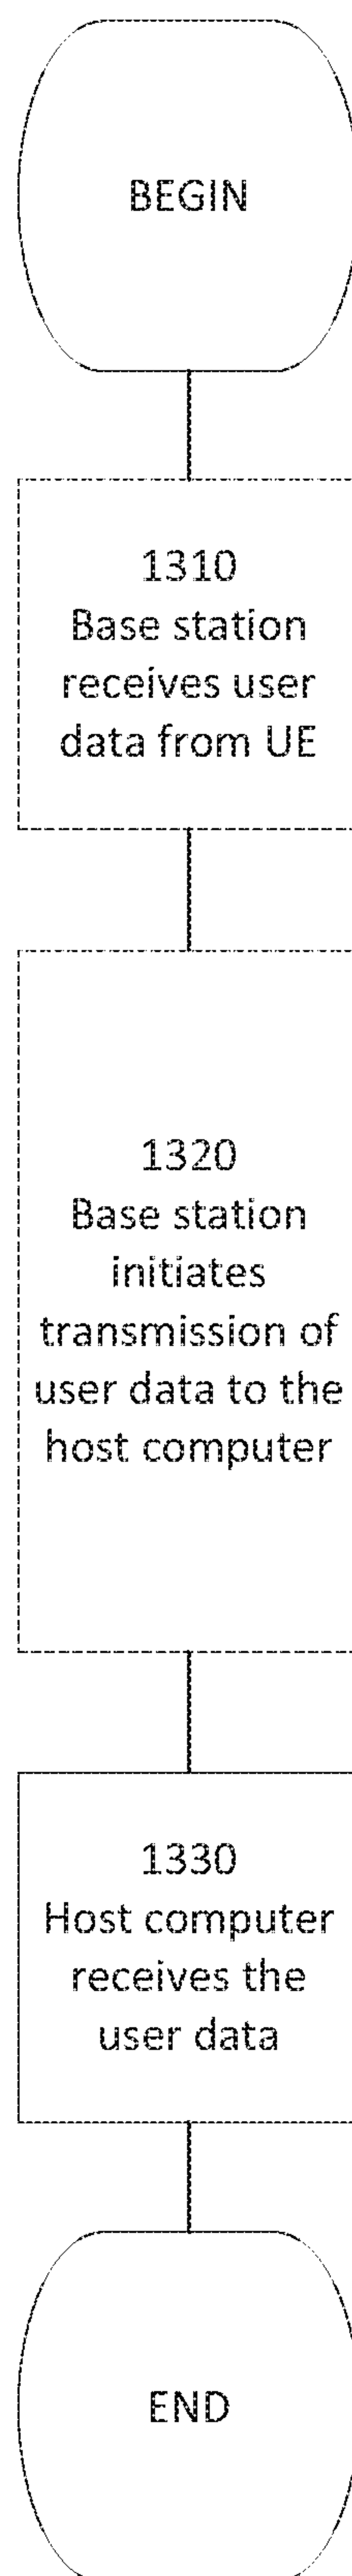 BEGIN
1310
Base station
receives user
data from UE
1320
Base station
initiates
transmission of
user data to the
host computer
1330
Host computer
receives the
user data
END